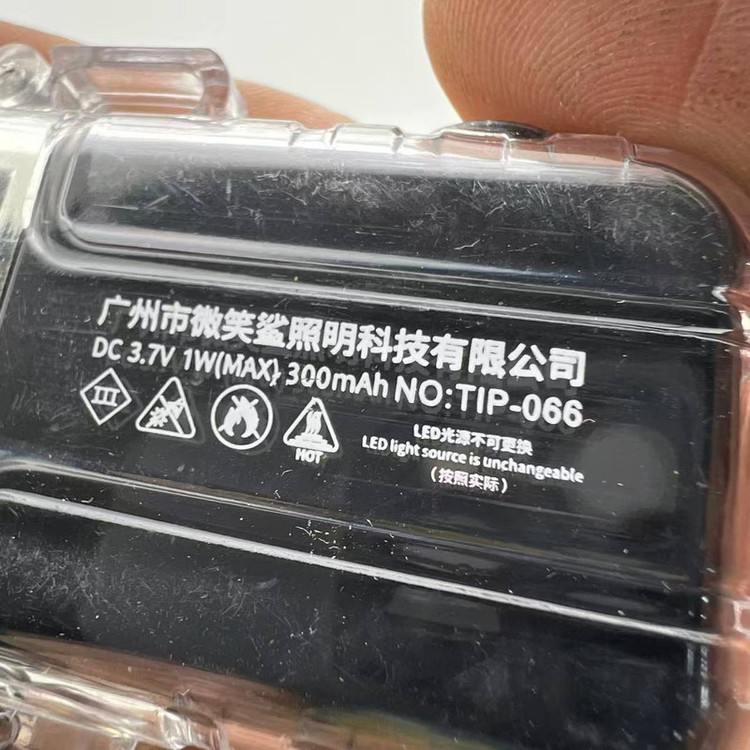 广州市微笑鲨照明科技有限公司
DC 3.7V 1W(MAX) 300mAh NO:TIP-066
III
HOT
LED光源不可更换
LED light source is unchangeable
（按照实际）